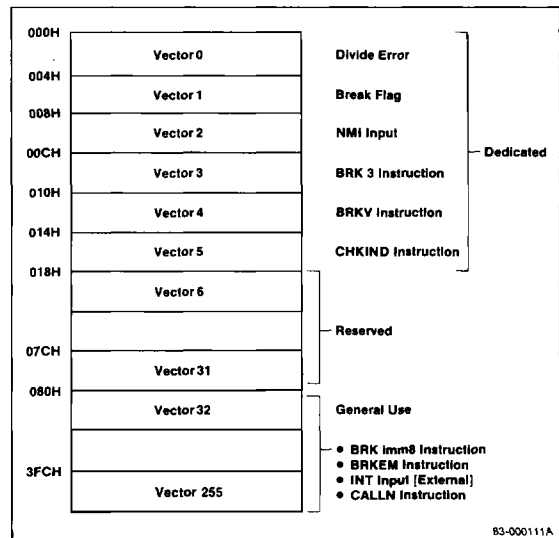 000H
Vector 0 Divide Error
004H
Vector 1 Break Flag
008H
Vector 2 NMI Input
00CH Dedicated
Vector 3 BRK 3 Instruction
010H
Vector 4 BRKV Instruction
014H
Vector 5 CHKIND Instruction
018H
Vector 6
Reserved
07CH
Vector 31
080H
Vector 32 General Use
• BRK imm8 Instruction
• BRKEM Instruction
3FCH
• INT Input [External]
• CALLN Instruction
Vector 255
83-000111A